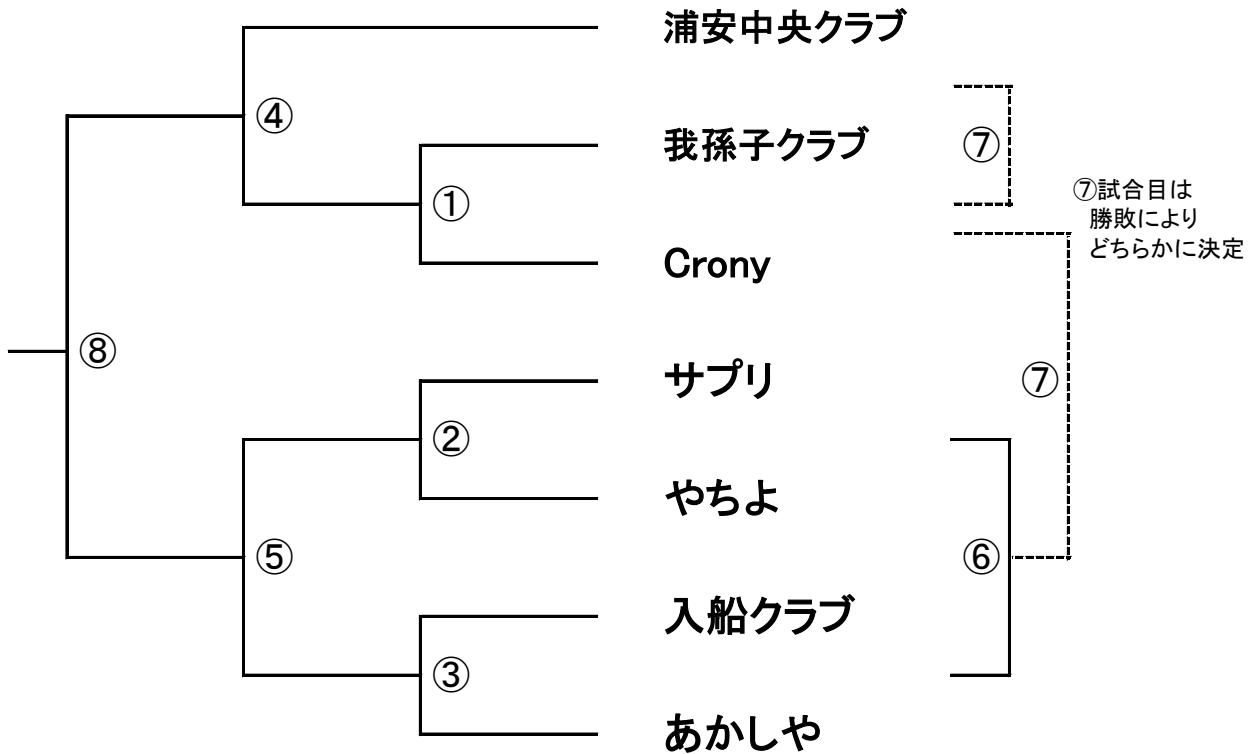 浦安中央クラブ
④
我孫子クラブ
⑦
①
⑦試合目は
勝敗により
どちらかに決定
Crony
⑧
サプリ
⑦
②
やちよ
⑤
⑥
入船クラブ
③
あかしや